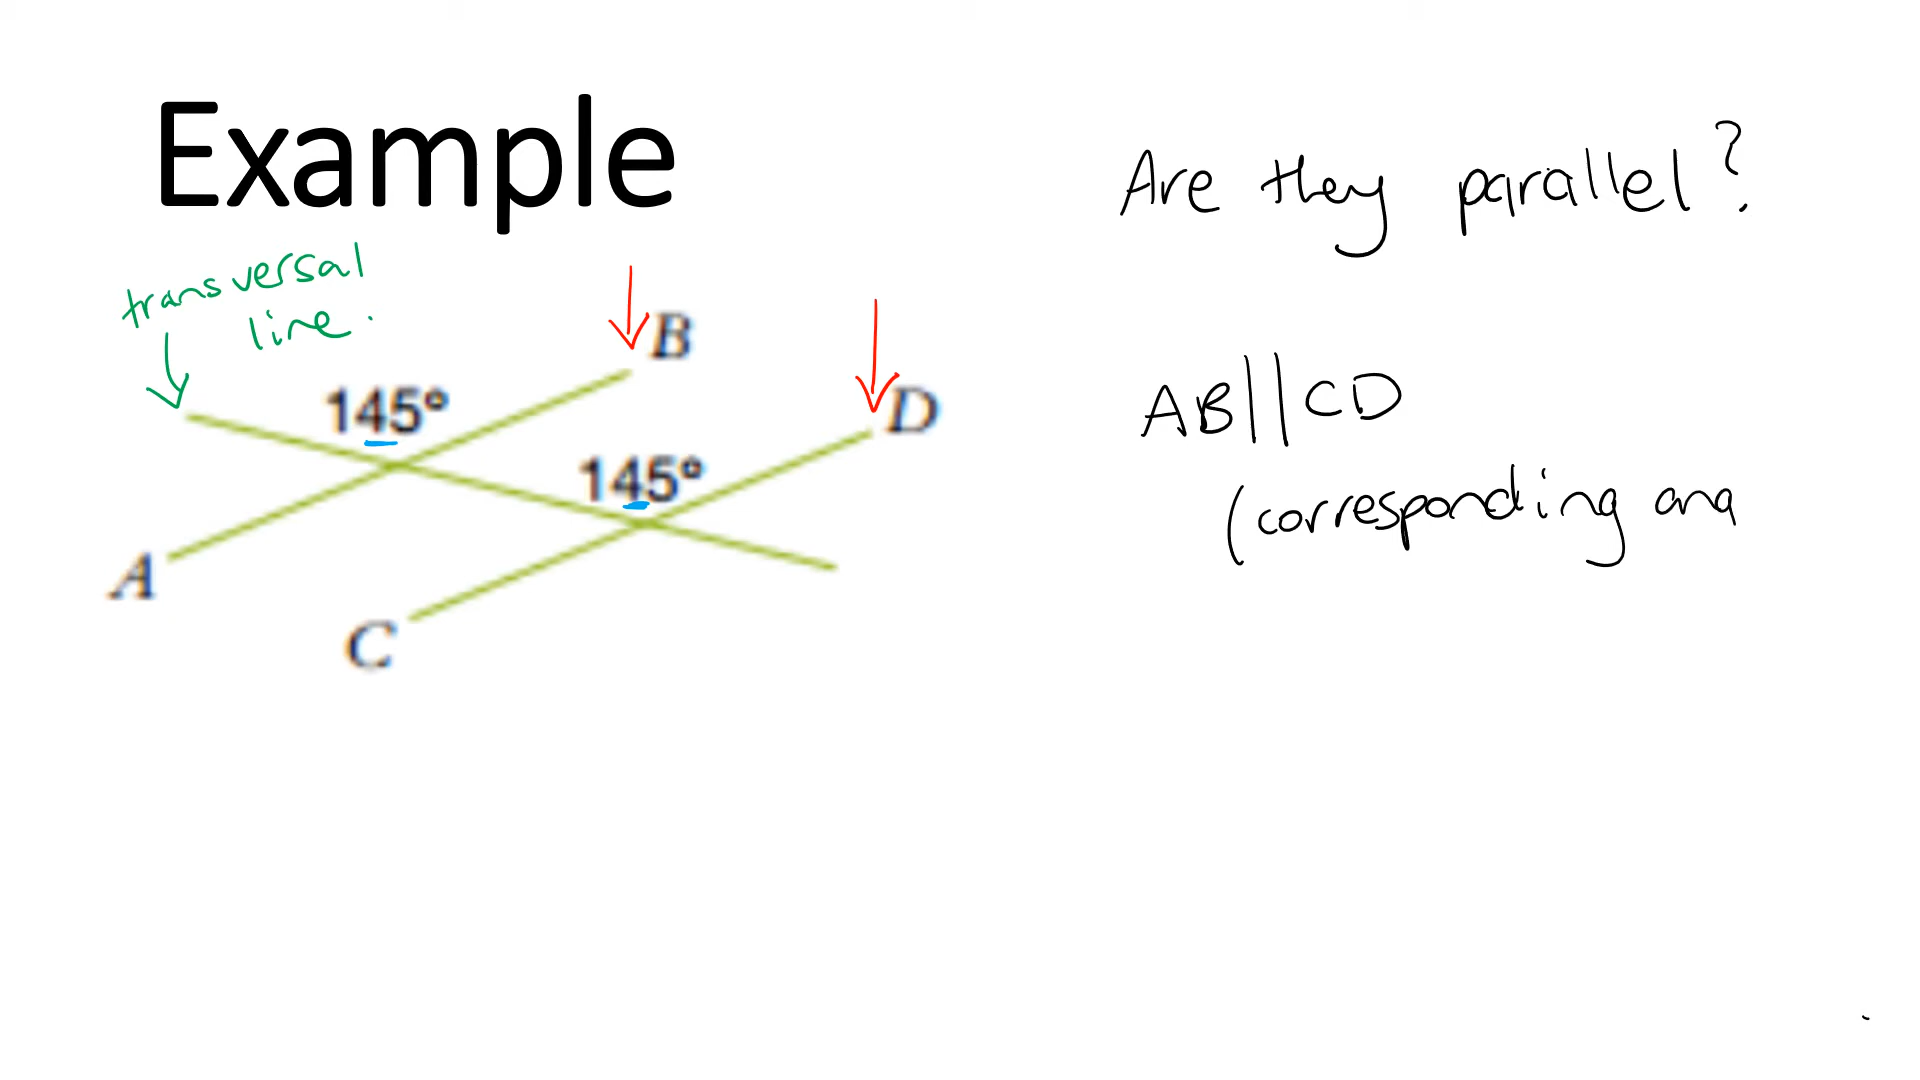 Example
Are they parallel?
transversal
line.
B
D
145°
145°
A
C
AB||CD
(corresponding ang